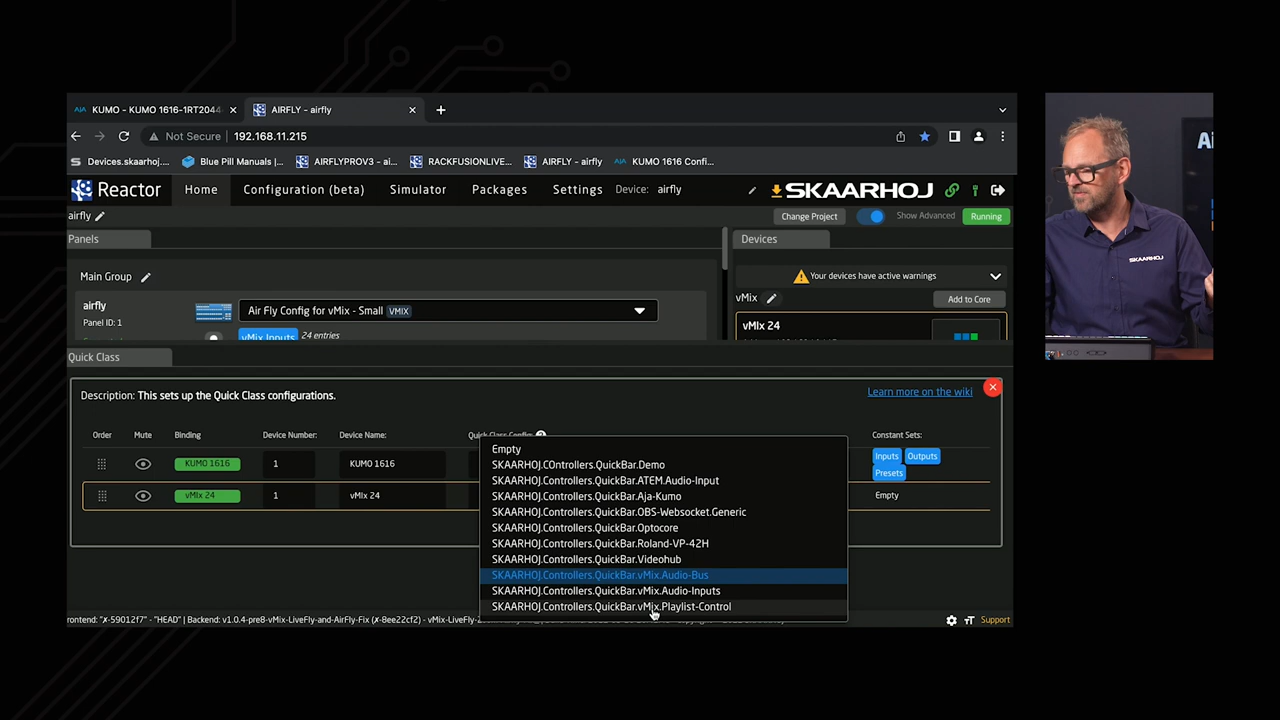 KUMO - KUMO 1616-1RT2044
AIRFLY - airfly
Not Secure
192.168.11.215
Devices.skaarhoj....
Blue Pill Manuals |...
AIRFLYPROV3 - ai...
RACKFUSIONLIVE...
AIRFLY - airfly
KUMO 1616 Confi...
Reactor
Home
Configuration (beta)
Simulator
Packages
Settings
Device: airfly
SKAARHOJ
airfly
Change Project
Show Advanced
Running
Panels
Devices
Main Group
Your devices have active warnings
airfly
Panel ID: 1
Air Fly Config for vMix - Small VMIX
vMix Inputs 24 entries
vMix
Add to Core
vMIx 24
Quick Class
Description: This sets up the Quick Class configurations.
Learn more on the wiki
Order
Mute
Binding
Device Number:
Device Name:
Quick Class Config:
Constant Sets:
KUMO 1616
1
KUMO 1616
Inputs
Outputs
Presets
vMIx 24
1
vMIx 24
Empty
Empty
SKAARHOJ.COntrollers.QuickBar.Demo
SKAARHOJ.Controllers.QuickBar.ATEM.Audio-Input
SKAARHOJ.Controllers.QuickBar.Aja-Kumo
SKAARHOJ.Controllers.QuickBar.OBS-Websocket.Generic
SKAARHOJ.Controllers.QuickBar.Optocore
SKAARHOJ.Controllers.QuickBar.Roland-VP-42H
SKAARHOJ.Controllers.QuickBar.Videohub
SKAARHOJ.Controllers.QuickBar.vMix.Audio-Bus
SKAARHOJ.Controllers.QuickBar.vMix.Audio-Inputs
SKAARHOJ.Controllers.QuickBar.vMix.Playlist-Control
Support
SKAARHOJ